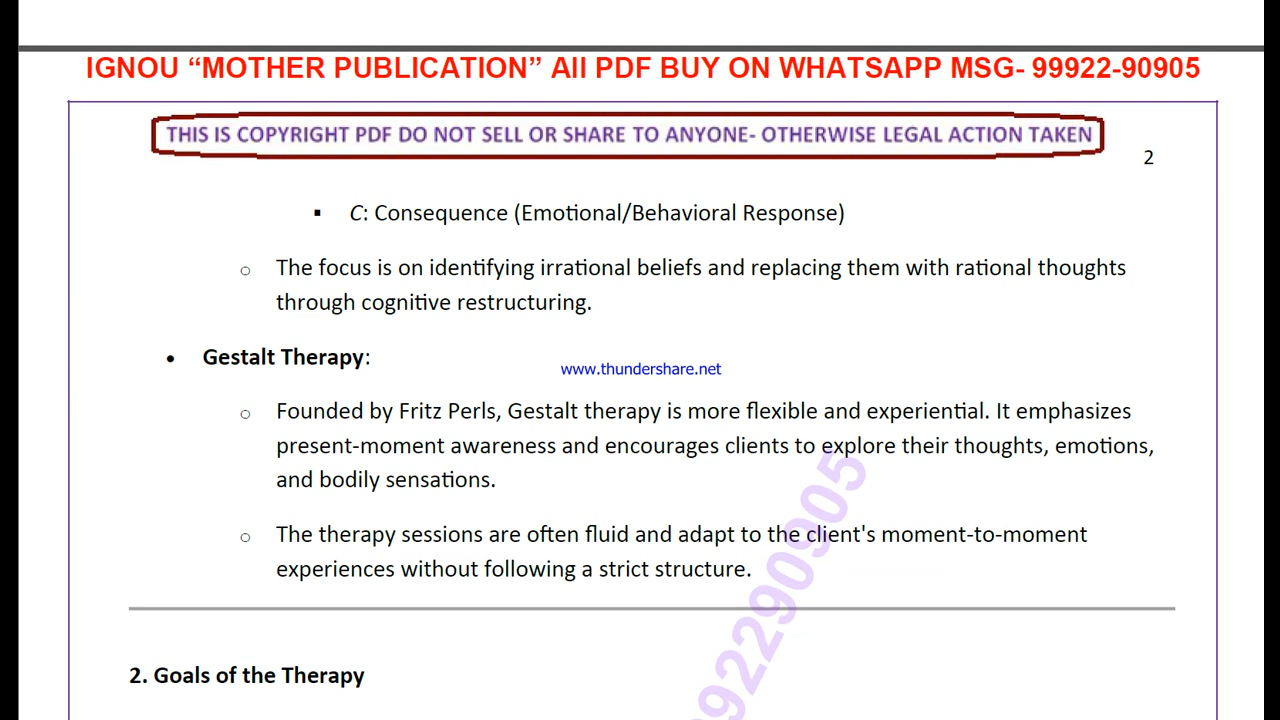 IGNOU “MOTHER PUBLICATION” All PDF BUY ON WHATSAPP MSG- 99922-90905
THIS IS COPYRIGHT PDF DO NOT SELL OR SHARE TO ANYONE- OTHERWISE LEGAL ACTION TAKEN
2
▪ C: Consequence (Emotional/Behavioral Response)
o The focus is on identifying irrational beliefs and replacing them with rational thoughts
through cognitive restructuring.
• Gestalt Therapy:
www.thundershare.net
o Founded by Fritz Perls, Gestalt therapy is more flexible and experiential. It emphasizes
present-moment awareness and encourages clients to explore their thoughts, emotions,
and bodily sensations.
o The therapy sessions are often fluid and adapt to the client's moment-to-moment
experiences without following a strict structure.
92290905
2. Goals of the Therapy